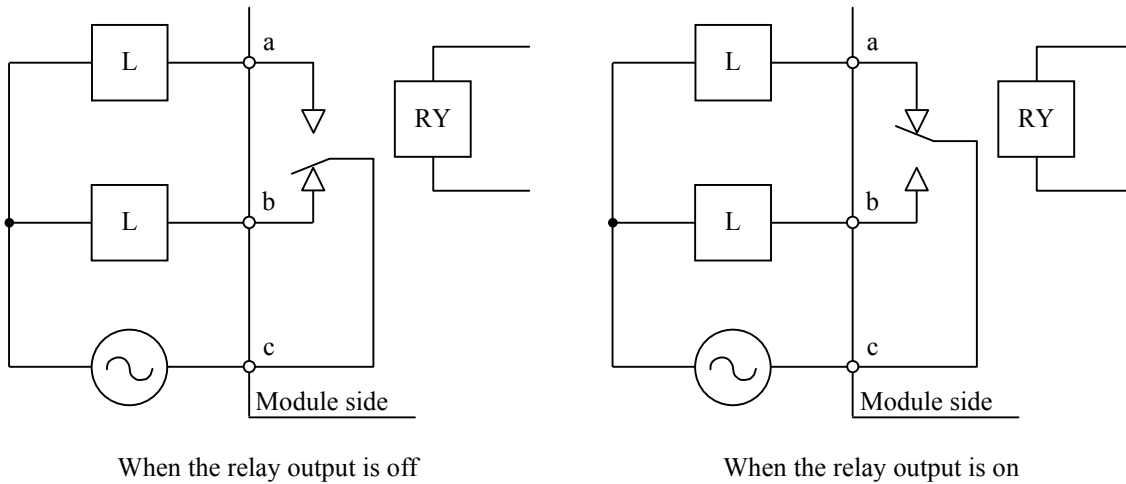 a
L
RY
b
L
c
Module side
When the relay output is off
a
L
RY
b
L
c
Module side
When the relay output is on